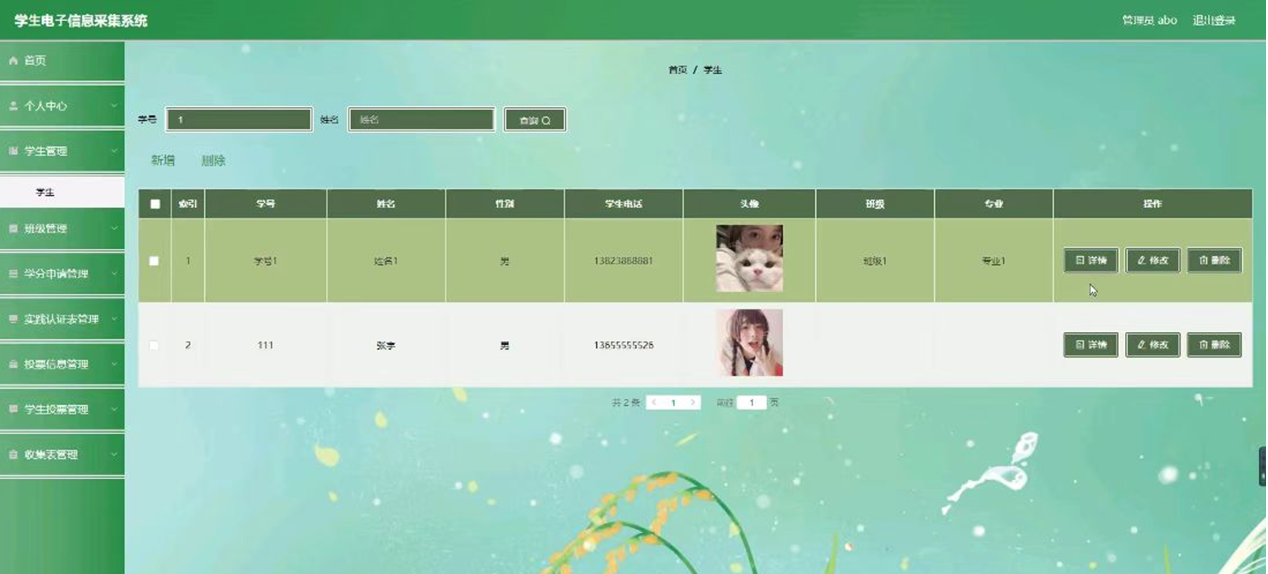 学生电子信息采集系统 管理员 abo 退出登录
首页
个人中心
学生管理
学生
班级管理
学分申请管理
实践认证表管理
投票信息管理
学生投票管理
收集表管理
首页 / 学生
学号 1 姓名 姓名 查询
新增 删除
索引 学号 姓名 性别 学生电话 头像 班级 专业 操作
1 学号1 姓名1 男 13823888881 班级1 专业1 详情 修改 删除
2 111 张宇 男 13655555526 详情 修改 删除
共 2 条 1 前往 1 页